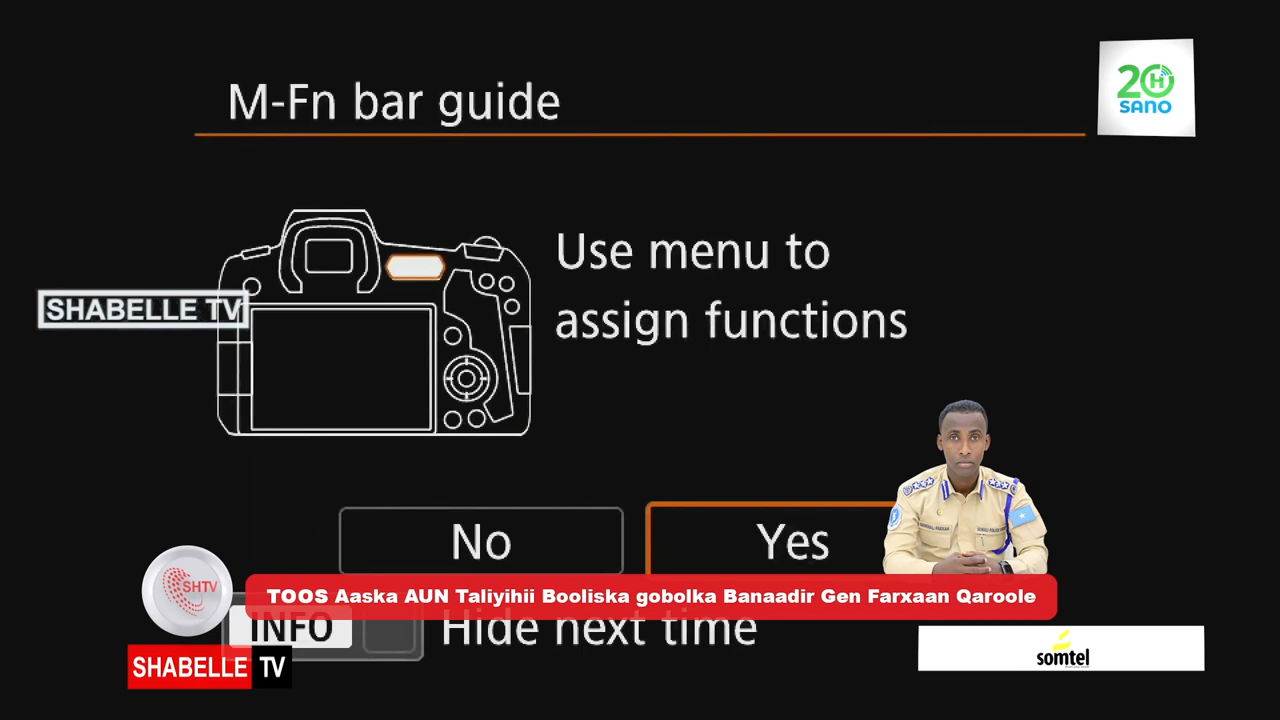 M-Fn bar guide
20
H
SANO
Use menu to
assign functions
SHABELLE TV
No
Yes
SHTV
TOOS Aaska AUN Taliyihii Booliska gobolka Banaadir Gen Farxaan Qaroole
INFO
Hide next time
SHABELLE TV
somtel